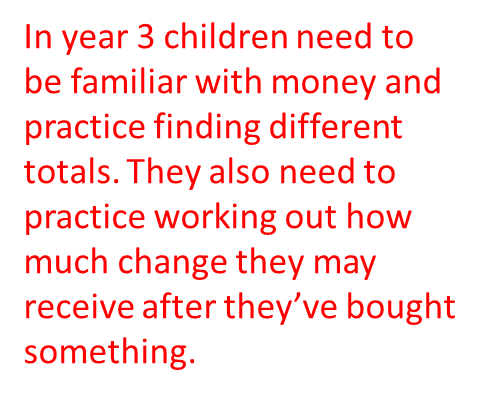 In year 3 children need to
be familiar with money and
practice finding different
totals. They also need to
practice working out how
much change they may
receive after they’ve bought
something.